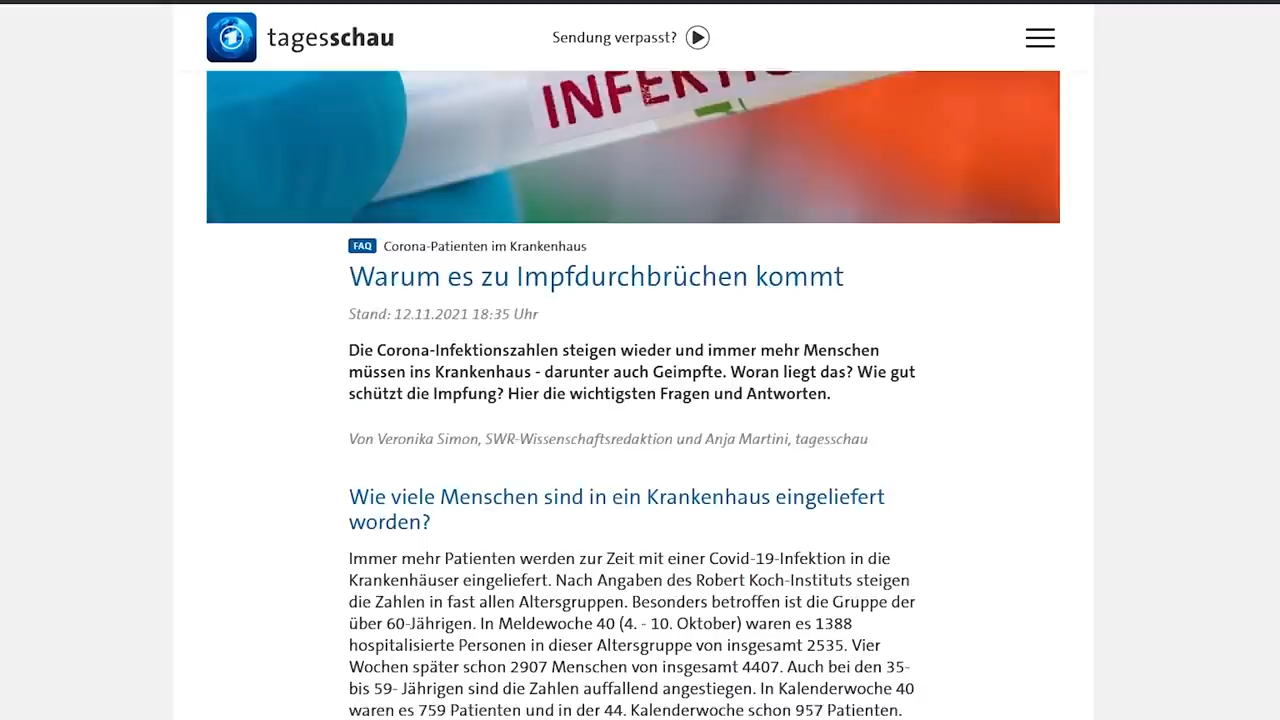 tagesschau
Sendung verpasst?
INFEKTIO
FAQ Corona-Patienten im Krankenhaus
Warum es zu Impfdurchbrüchen kommt
Stand: 12.11.2021 18:35 Uhr
Die Corona-Infektionszahlen steigen wieder und immer mehr Menschen
müssen ins Krankenhaus - darunter auch Geimpfte. Woran liegt das? Wie gut
schützt die Impfung? Hier die wichtigsten Fragen und Antworten.
Von Veronika Simon, SWR-Wissenschaftsredaktion und Anja Martini, tagesschau
Wie viele Menschen sind in ein Krankenhaus eingeliefert
worden?
Immer mehr Patienten werden zur Zeit mit einer Covid-19-Infektion in die
Krankenhäuser eingeliefert. Nach Angaben des Robert Koch-Instituts steigen
die Zahlen in fast allen Altersgruppen. Besonders betroffen ist die Gruppe der
über 60-Jährigen. In Meldewoche 40 (4. - 10. Oktober) waren es 1388
hospitalisierte Personen in dieser Altersgruppe von insgesamt 2535. Vier
Wochen später schon 2907 Menschen von insgesamt 4407. Auch bei den 35-
bis 59- Jährigen sind die Zahlen auffallend angestiegen. In Kalenderwoche 40
waren es 759 Patienten und in der 44. Kalenderwoche schon 957 Patienten.